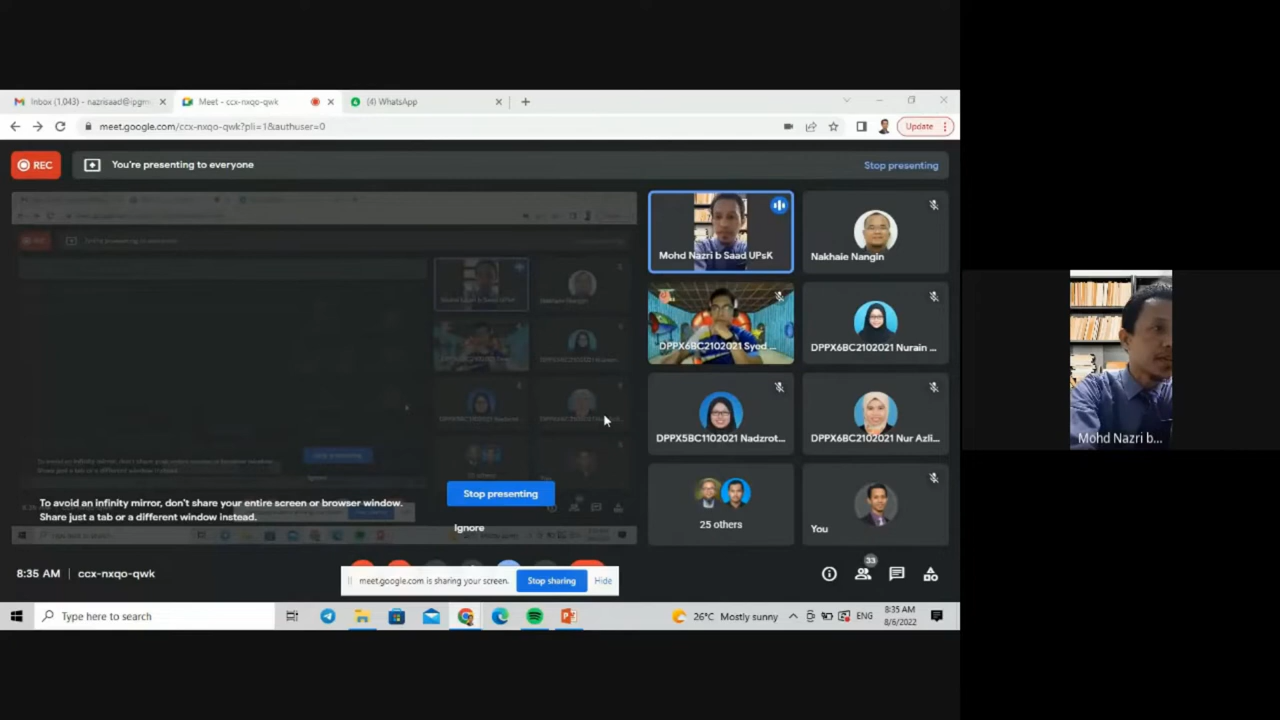 Inbox (1,043) - nazrisaad@ipgm
Meet - ccx-nxqo-qwk
(4) WhatsApp
meet.google.com/ccx-nxqo-qwk?pli=1&authuser=0
Update
REC
You're presenting to everyone
Stop presenting
Mohd Nazri b Saad UPsK
Nakhaie Nangin
DPPX6BC2102021 Syed ...
DPPX6BC2102021 Nurain ...
DPPX5BC1102021 Nadzrot...
DPPX6BC2102021 Nur Azli...
Mohd Nazri b...
To avoid an infinity mirror, don't share your entire screen or browser window.
Share just a tab or a different window instead.
Stop presenting
Ignore
25 others
You
8:35 AM | ccx-nxqo-qwk
33
meet.google.com is sharing your screen.
Stop sharing
Hide
Type here to search
26°C Mostly sunny
ENG
8:35 AM
8/6/2022